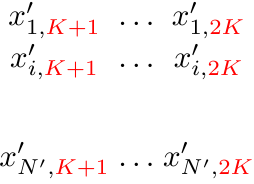 x′_{1,K+1} … x′_{1,2K}
x′_{i,K+1} … x′_{i,2K}
x′_{N′,K+1} … x′_{N′,2K}